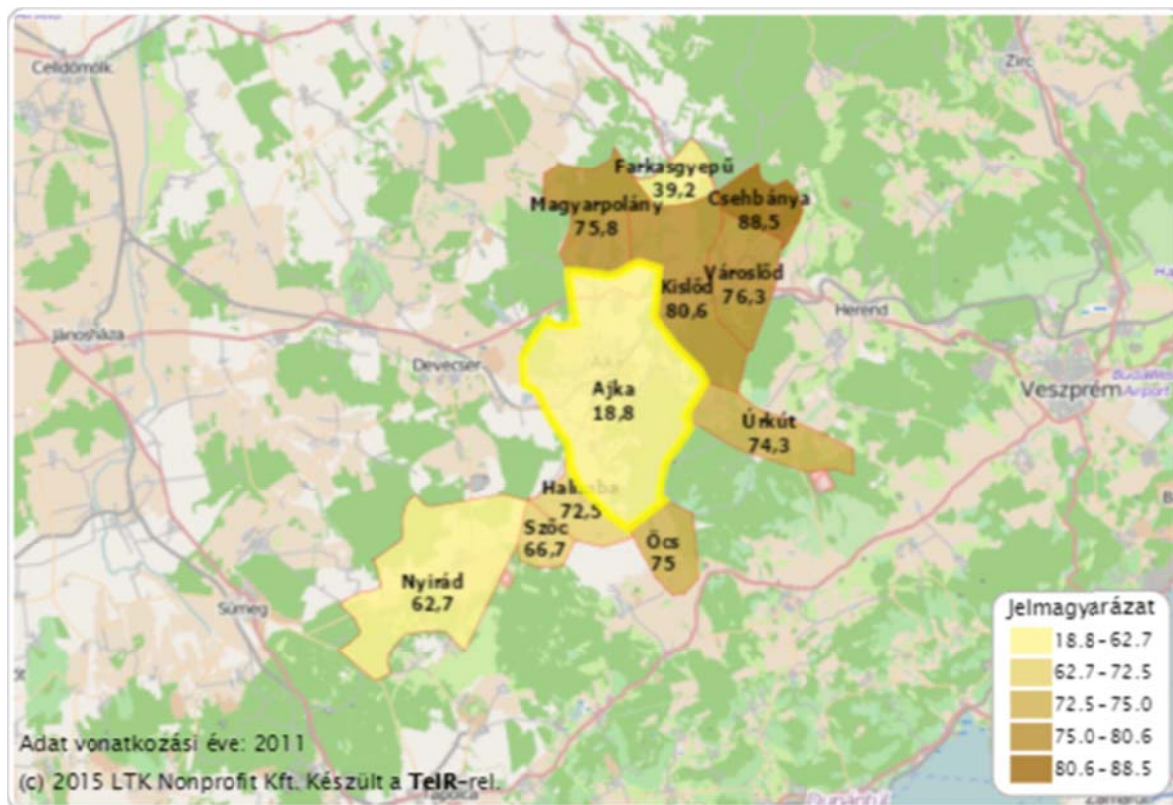 Celldömölk
Zirc
Farkasgyepű
39,2
Magyarpolány
75,8
Csehbánya
88,5
Városlőd
76,3
Kislőd
80,6
Herend
Jánosháza
Devecser
Ajka
18,8
Veszprém
Airport
Úrkút
74,3
Halimba
72,5
Szőc
66,7
Öcs
75
Nyirád
62,7
Sümeg
Jelmagyarázat
18.8-62.7
62.7-72.5
72.5-75.0
75.0-80.6
80.6-88.5
Adat vonatkozási éve: 2011
(c) 2015 LTK Nonprofit Kft. Készült a TeIR-rel.
Tapolca